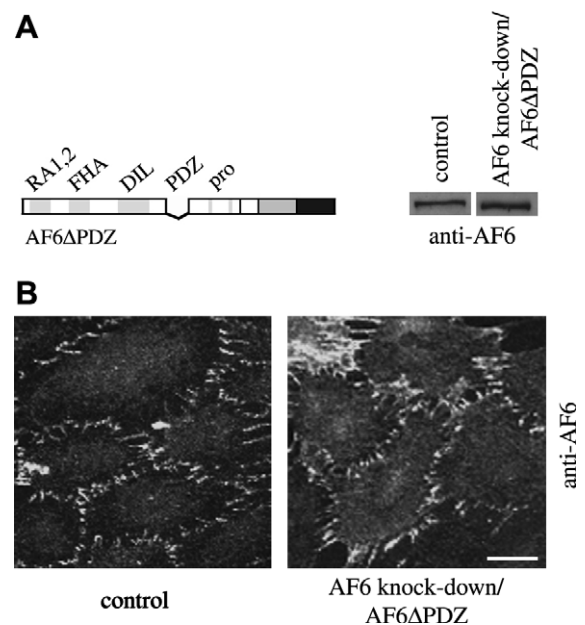 A
RA1,2
FHA
DIL
PDZ
pro
AF6ΔPDZ
control
AF6 knock-down/
AF6ΔPDZ
anti-AF6
B
anti-AF6
control
AF6 knock-down/
AF6ΔPDZ